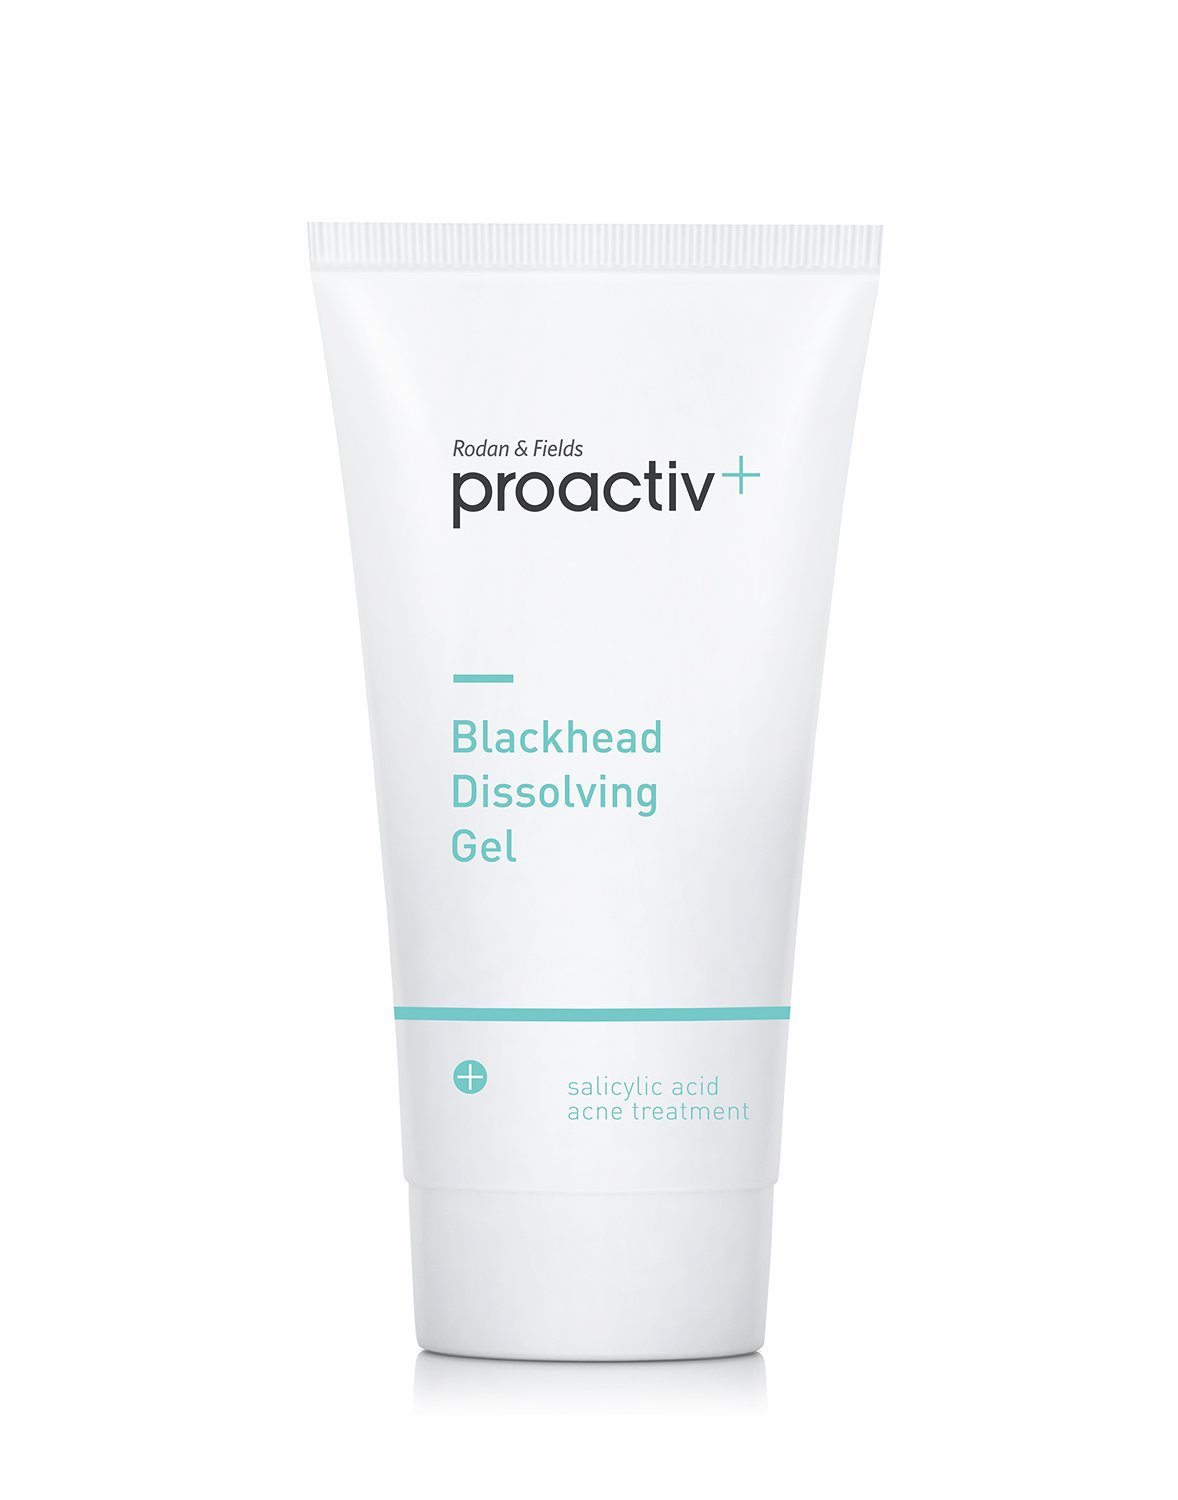 Rodan & Fields
proactiv+
Blackhead
Dissolving
Gel
salicylic acid
acne treatment